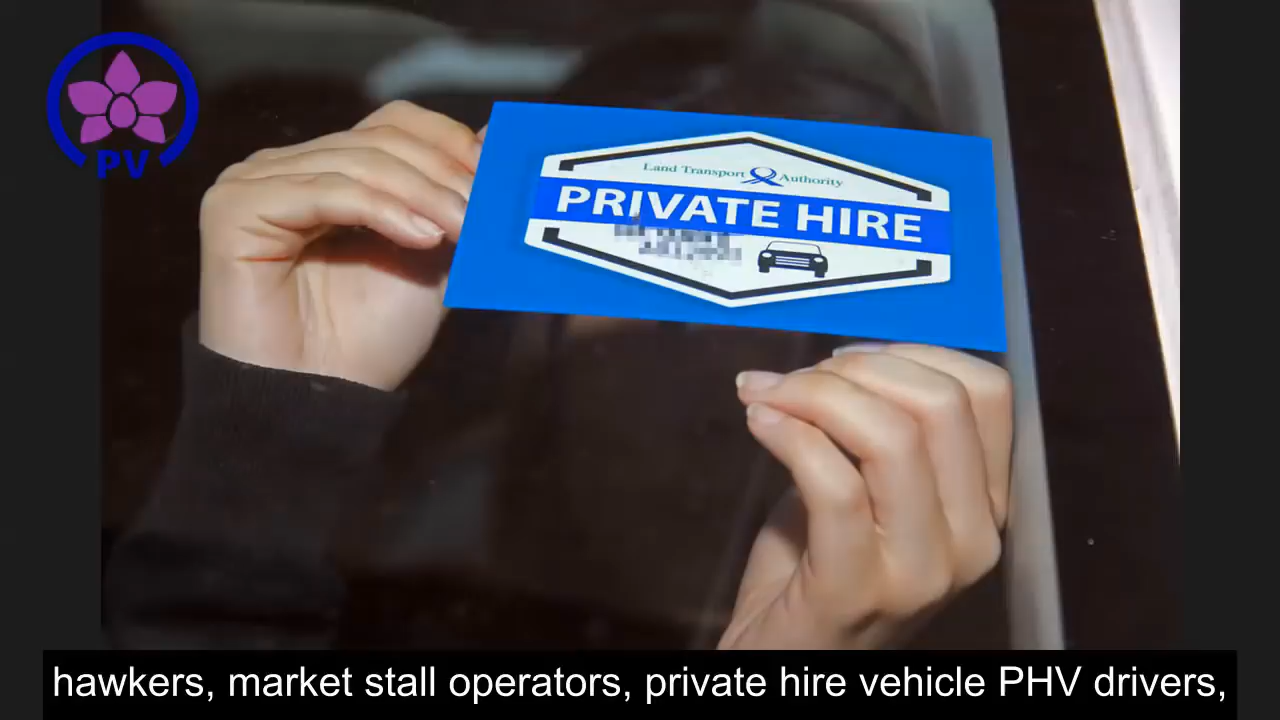 PV
Land Transport Authority
PRIVATE HIRE
hawkers, market stall operators, private hire vehicle PHV drivers,